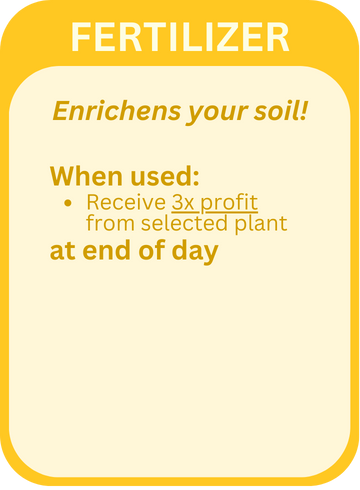 FERTILIZER
Enrichens your soil!
When used:
• Receive 3x profit
from selected plant
at end of day